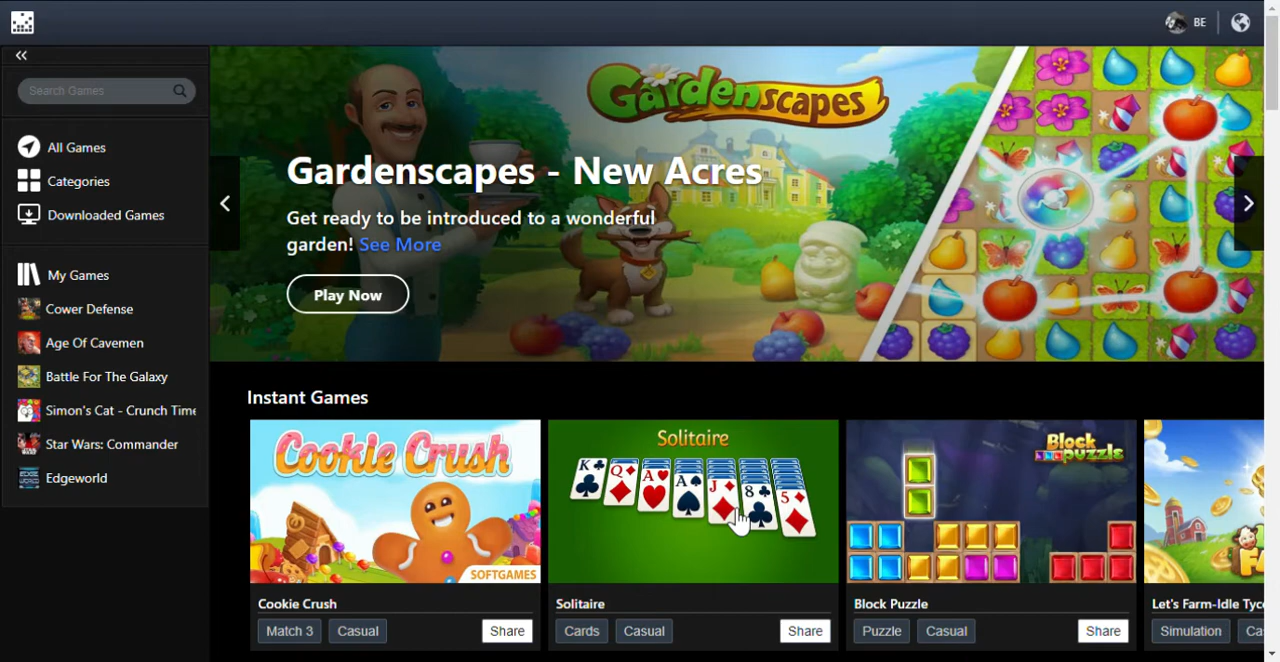 BE
Search Games
All Games
Categories
Downloaded Games
My Games
Cower Defense
Age Of Cavemen
Battle For The Galaxy
Simon's Cat - Crunch Time
Star Wars: Commander
Edgeworld
Gardenscapes
Gardenscapes - New Acres
Get ready to be introduced to a wonderful
garden! See More
Play Now
Instant Games
Cookie Crush
SOFTGAMES
Cookie Crush
Match 3
Casual
Share
Solitaire
K
Q
A
A
J
8
5
Solitaire
Cards
Casual
Share
Block
puzzle
Block Puzzle
Puzzle
Casual
Share
Let's Farm-Idle Tyc
Simulation
Ca